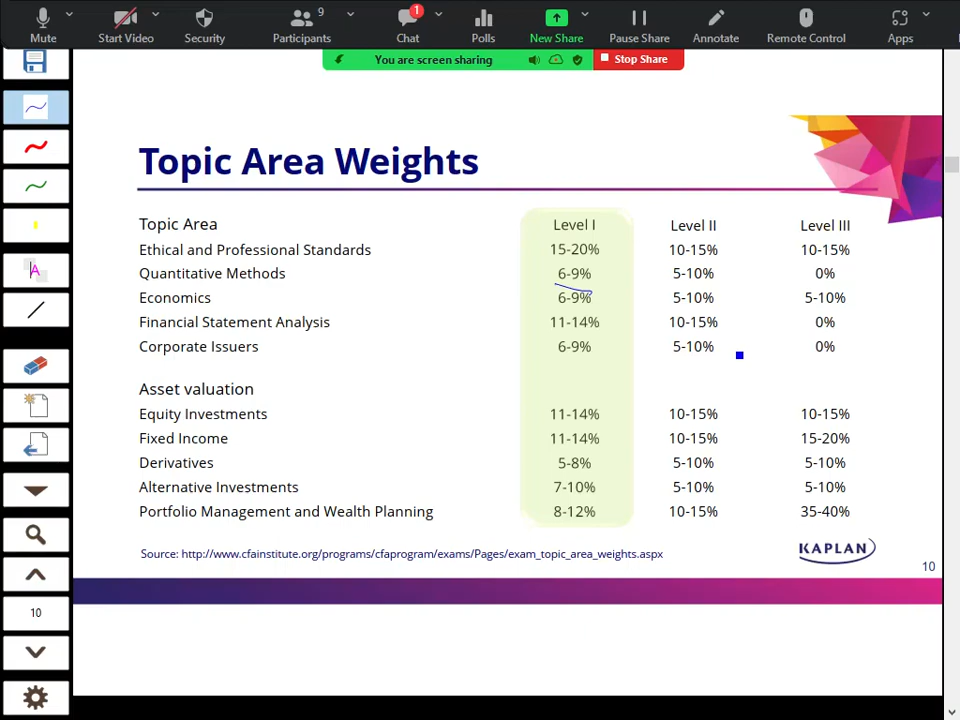 Mute
Start Video
Security
Participants 9
Chat 1
Polls
New Share
Pause Share
Annotate
Remote Control
Apps
You are screen sharing
Stop Share
Topic Area Weights
Topic Area Level I Level II Level III
Ethical and Professional Standards 15-20% 10-15% 10-15%
Quantitative Methods 6-9% 5-10% 0%
Economics 6-9% 5-10% 5-10%
Financial Statement Analysis 11-14% 10-15% 0%
Corporate Issuers 6-9% 5-10% 0%
Asset valuation
Equity Investments 11-14% 10-15% 10-15%
Fixed Income 11-14% 10-15% 15-20%
Derivatives 5-8% 5-10% 5-10%
Alternative Investments 7-10% 5-10% 5-10%
Portfolio Management and Wealth Planning 8-12% 10-15% 35-40%
Source: http://www.cfainstitute.org/programs/cfaprogram/exams/Pages/exam_topic_area_weights.aspx
KAPLAN
10
A
10